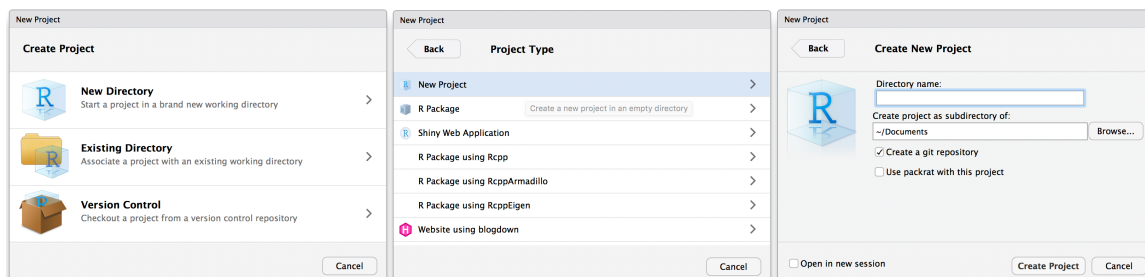 New Project
Create Project
New Directory
Start a project in a brand new working directory
Existing Directory
Associate a project with an existing working directory
Version Control
Checkout a project from a version control repository
Cancel
New Project
Back
Project Type
New Project
R Package
Create a new project in an empty directory
Shiny Web Application
R Package using Rcpp
R Package using RcppArmadillo
R Package using RcppEigen
Website using blogdown
Cancel
New Project
Back
Create New Project
Directory name:
Create project as subdirectory of:
~/Documents
Browse...
Create a git repository
Use packrat with this project
Open in new session
Create Project
Cancel